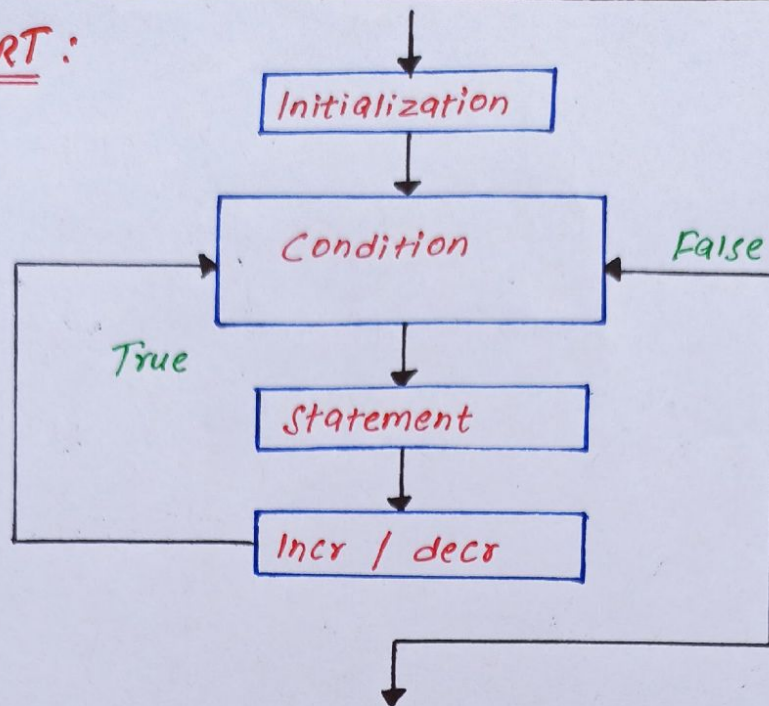 RT :
Initialization
Condition
False
True
Statement
Incr / decr